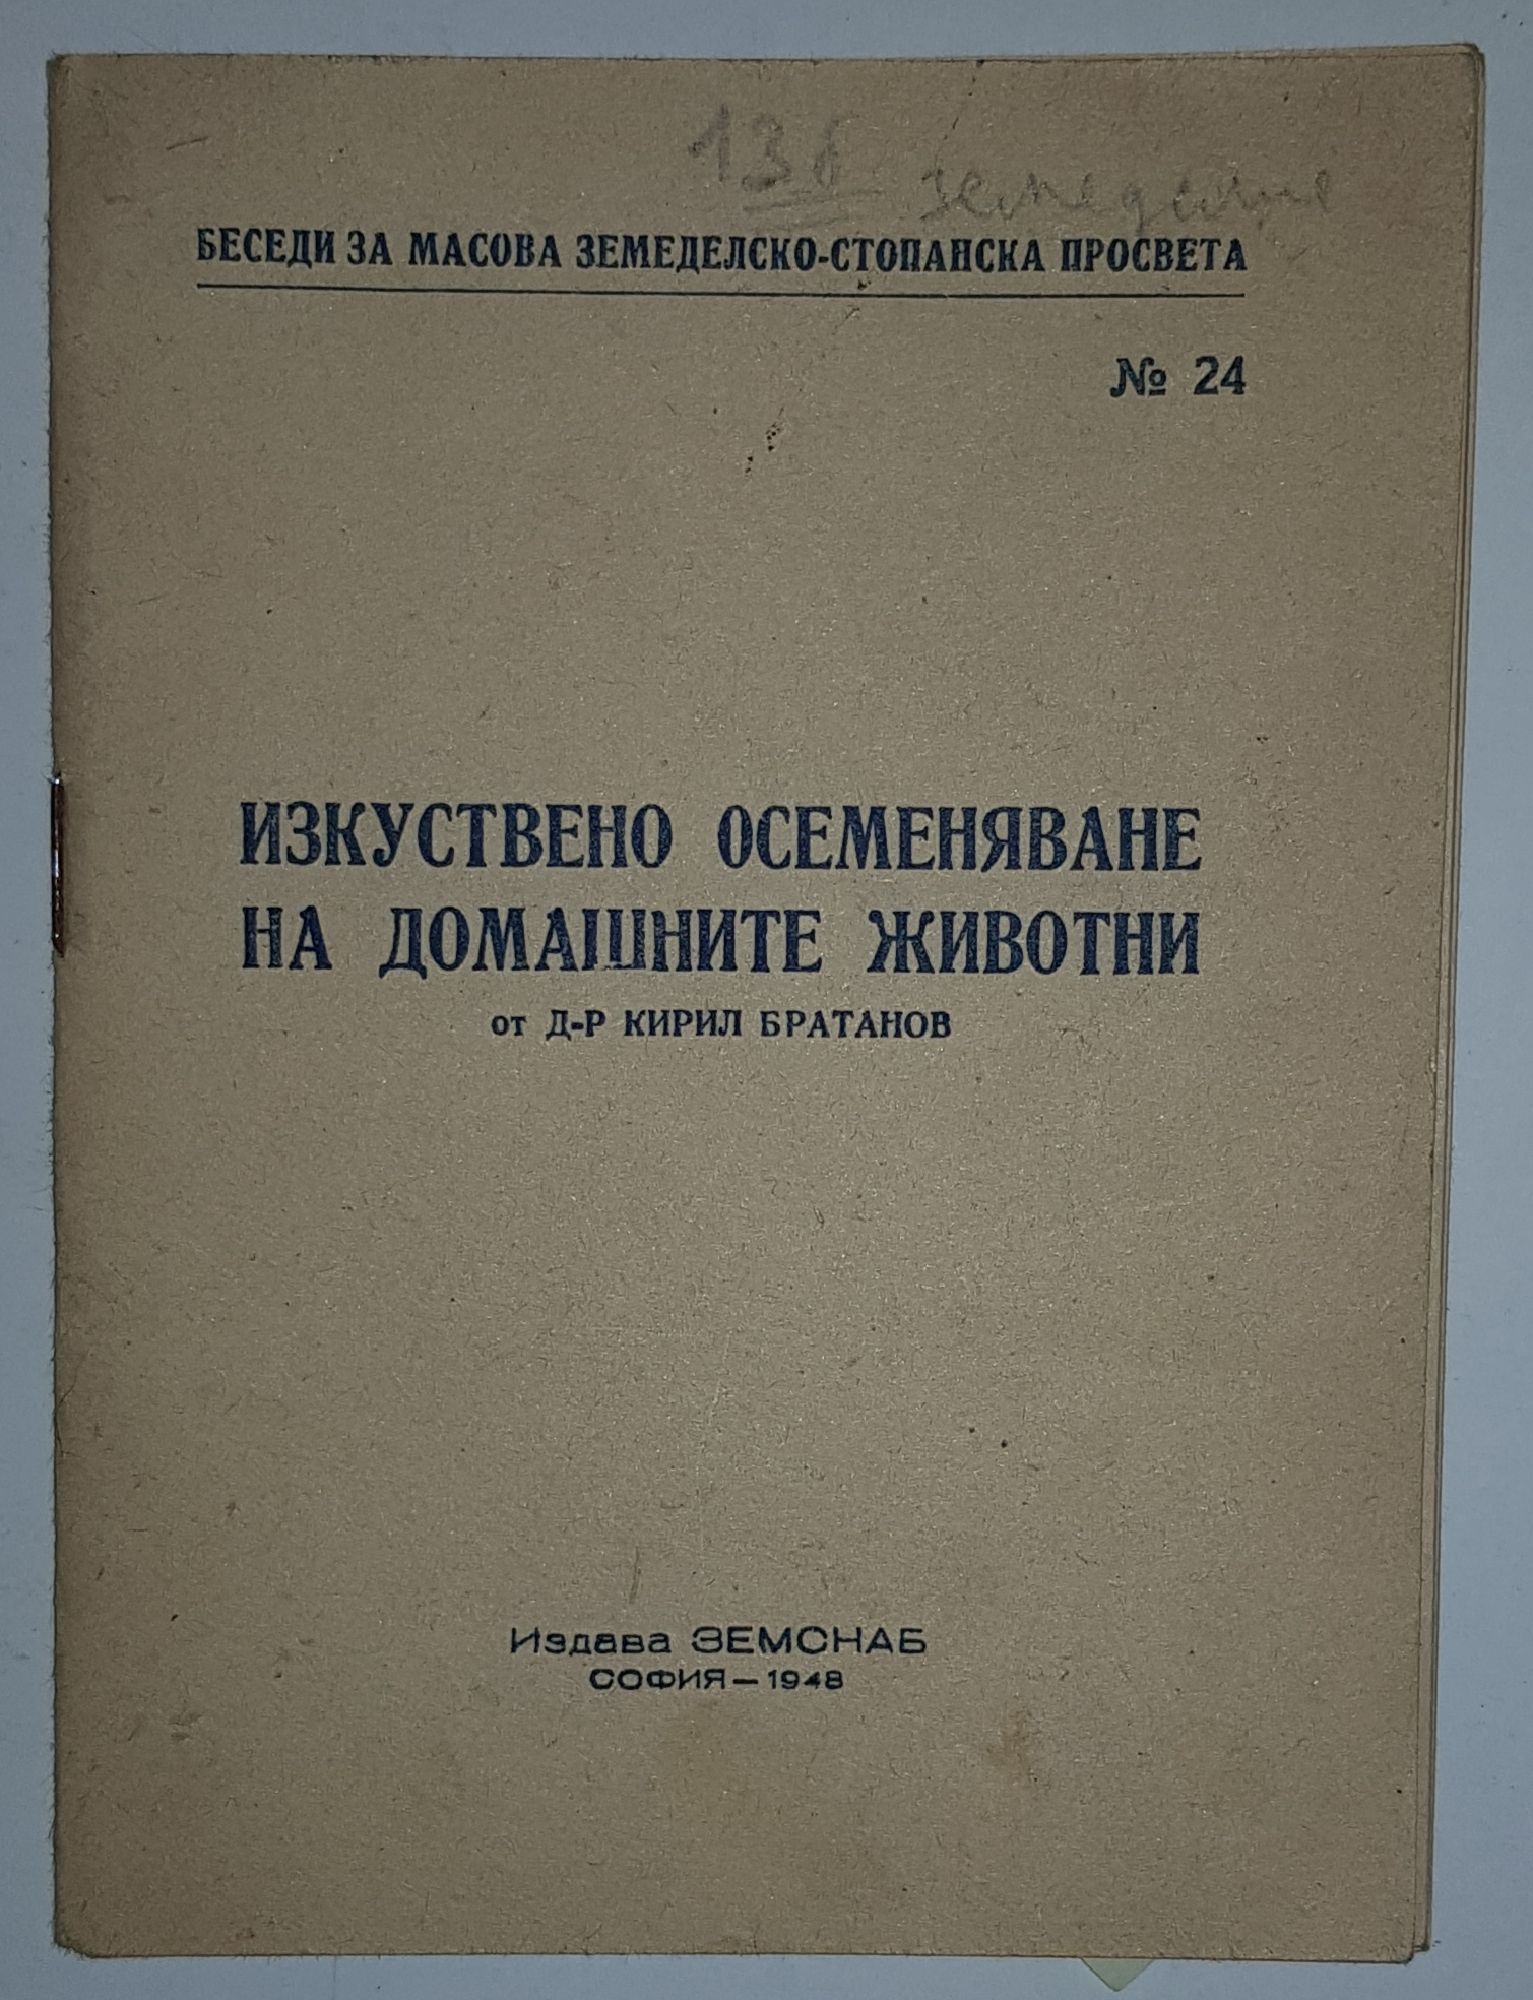 136 земеделие
БЕСЕДИ ЗА МАСОВА ЗЕМЕДЕЛСКО-СТОПАНСКА ПРОСВЕТА
№ 24
ИЗКУСТВЕНО ОСЕМЕНЯВАНЕ
НА ДОМАШНИТЕ ЖИВОТНИ
от Д-Р КИРИЛ БРАТАНОВ
Издава ЗЕМСНАБ
СОФИЯ—1948